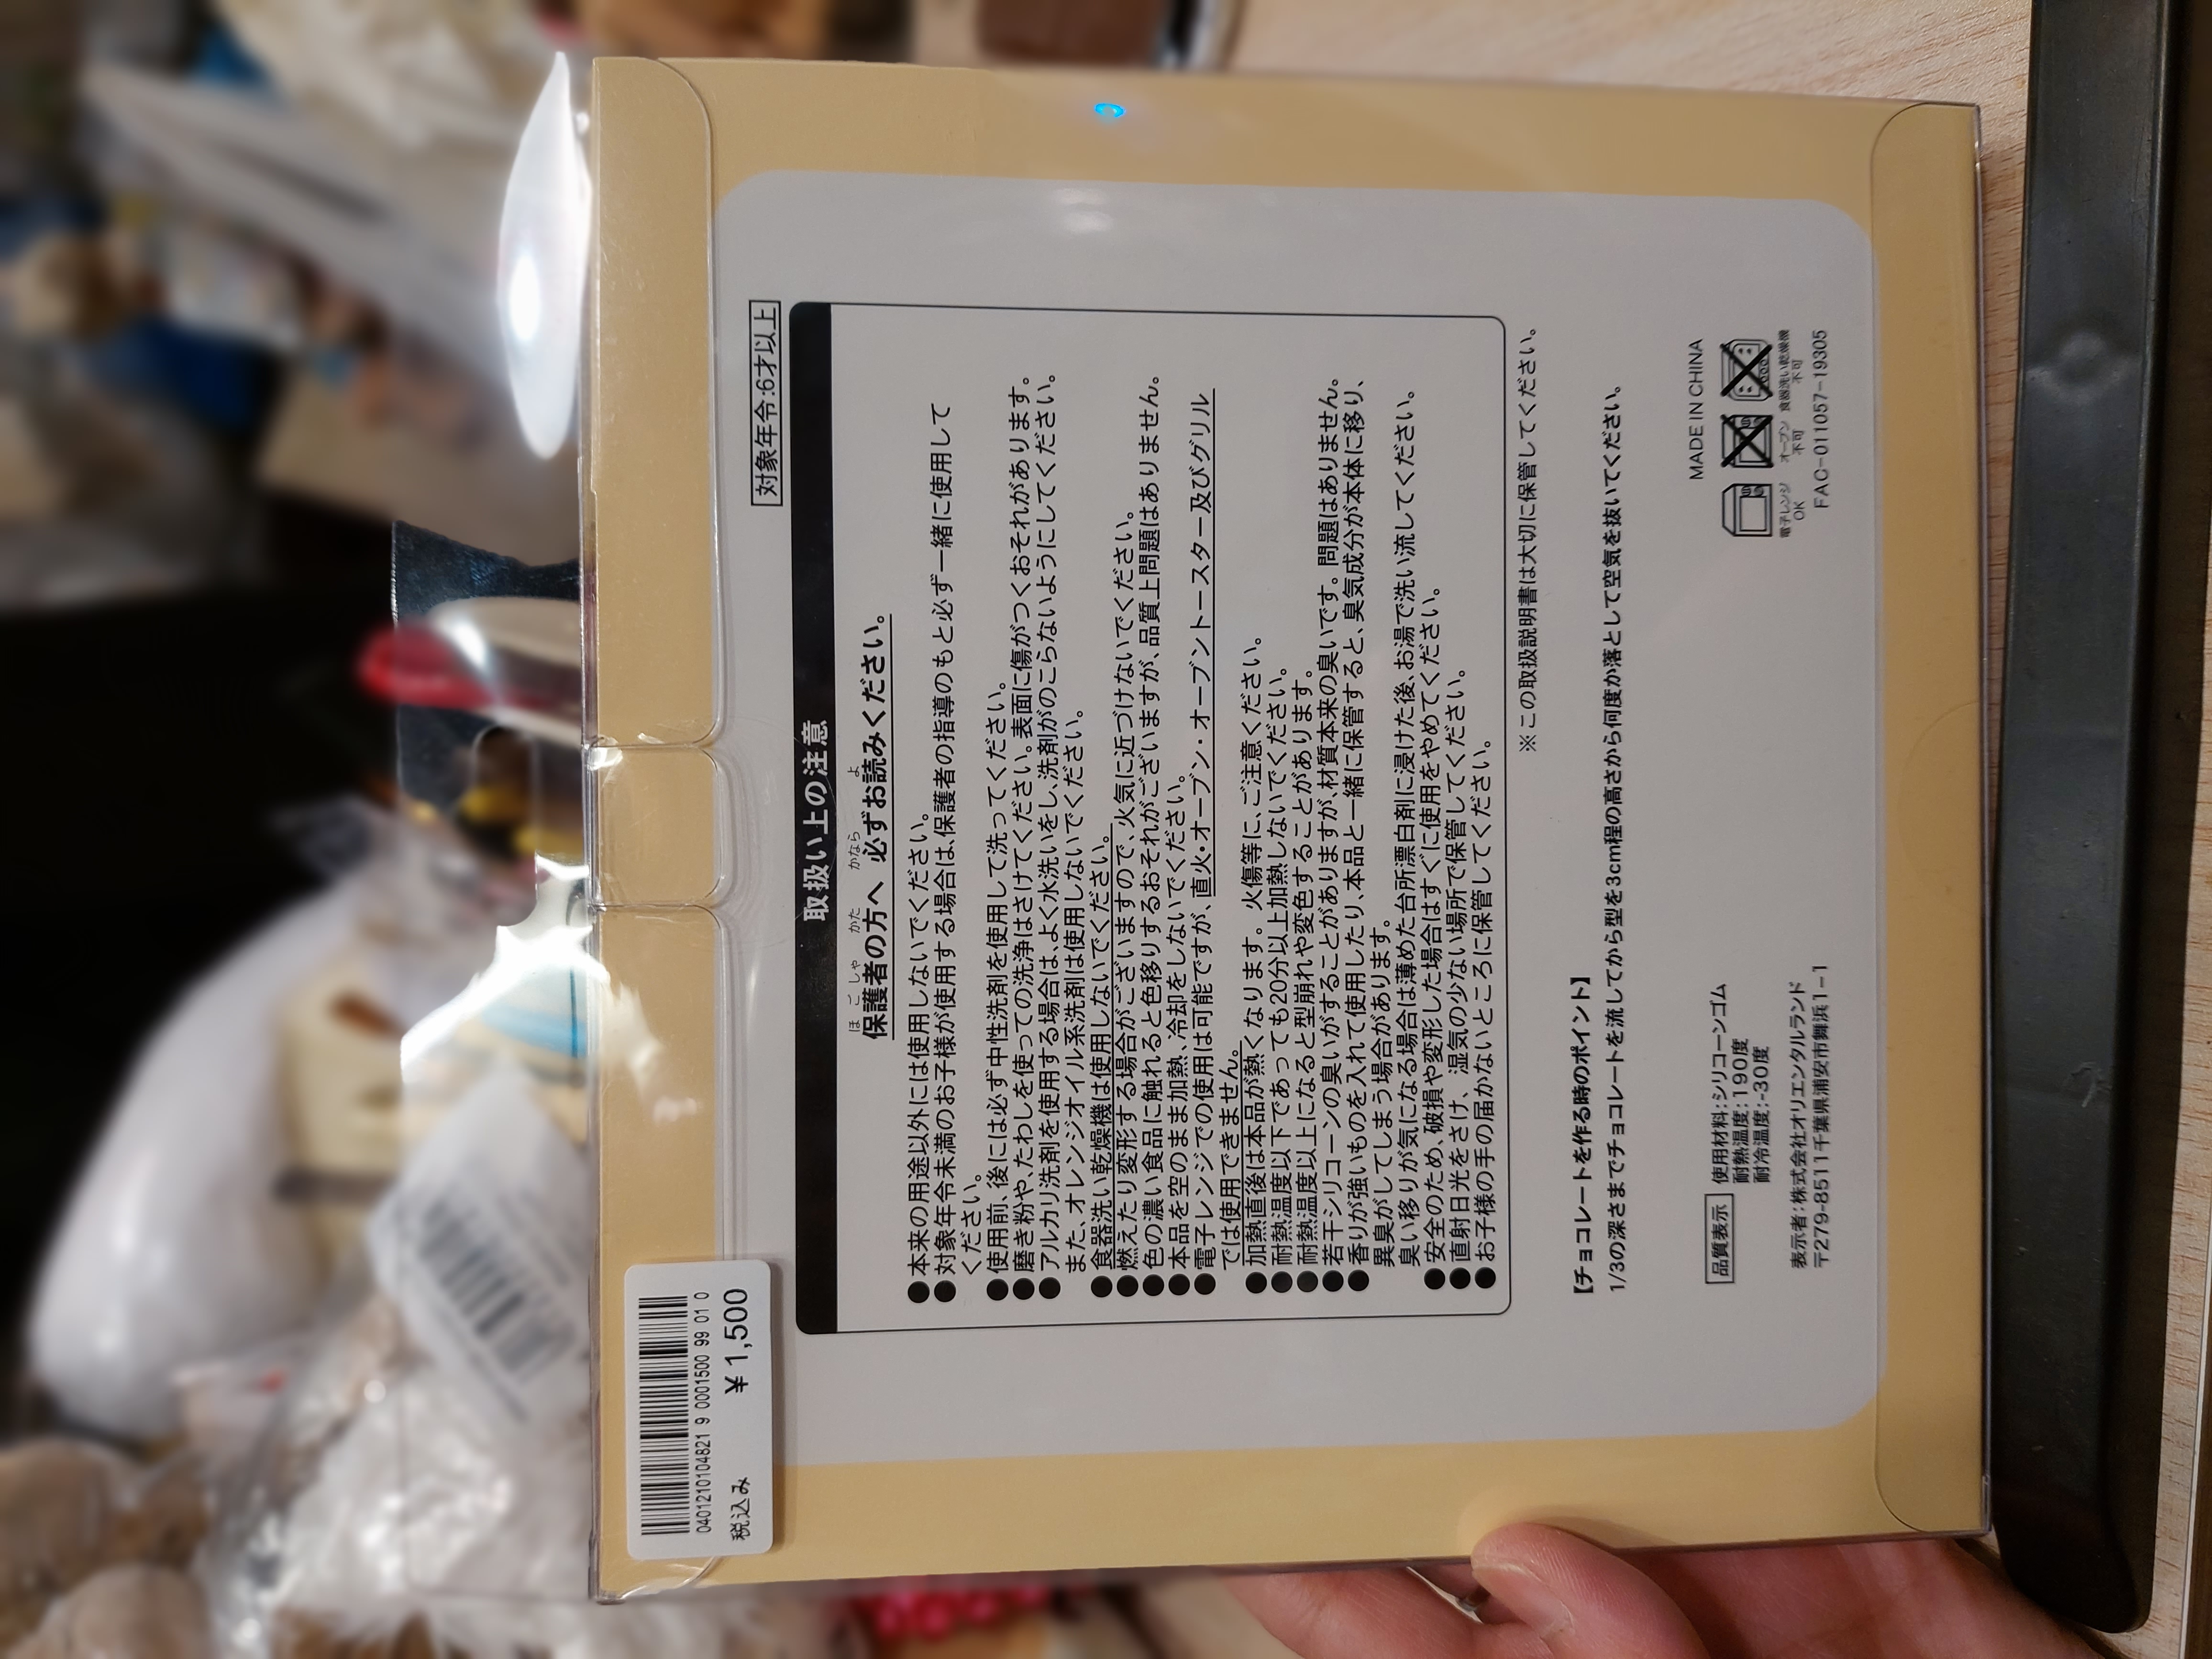 0401210104821 9 0001500 99 01 0
税込み ¥1,500
対象年令:6才以上
取扱い上の注意
ほごしゃ かた かなら よ
保護者の方へ 必ずお読みください。
●本来の用途以外には使用しないでください。
●対象年令未満のお子様が使用する場合は、保護者の指導のもと必ず一緒に使用して
ください。
●使用前、後には必ず中性洗剤を使用して洗ってください。
●磨き粉や、たわしを使っての洗浄はさけてください。表面に傷がつくおそれがあります。
●アルカリ洗剤を使用する場合は、よく水洗いをし、洗剤がのこらないようにしてください。
また、オレンジオイル系洗剤は使用しないでください。
●食器洗い乾燥機は使用しないでください。
●燃えたり変形する場合がございますので、火気に近づけないでください。
●色の濃い食品に触れると色移りするおそれがございますが、品質上問題はありません。
●本品を空のまま加熱、冷却をしないでください。
●電子レンジでの使用は可能ですが、直火・オーブン・オーブントースター及びグリル
では使用できません。
●加熱直後は本品が熱くなります。火傷等に、ご注意ください。
●耐熱温度以下であっても20分以上加熱しないでください。
●耐熱温度以上になると型崩れや変色することがあります。
●若干シリコーンの臭いがすることがありますが、材質本来の臭いです。問題はありません。
●香りが強いものを入れて使用したり、本品と一緒に保管すると、臭気成分が本体に移り、
異臭がしてしまう場合があります。
臭い移りが気になる場合は薄めた台所漂白剤に浸けた後、お湯で洗い流してください。
●安全のため、破損や変形した場合はすぐに使用をやめてください。
●直射日光をさけ、湿気の少ない場所で保管してください。
●お子様の手の届かないところに保管してください。
※この取扱説明書は大切に保管してください。
【チョコレートを作る時のポイント】
1/3の深さまでチョコレートを流してから型を3cm程の高さから何度か落として空気を抜いてください。
品質表示 使用材料:シリコーンゴム
耐熱温度:190度
耐冷温度:-30度
表示者:株式会社オリエンタルランド
〒279-8511千葉県浦安市舞浜1-1
MADE IN CHINA
電子レンジ オーブン 食器洗い乾燥機
OK 不可 不可
FAC-011057-19305